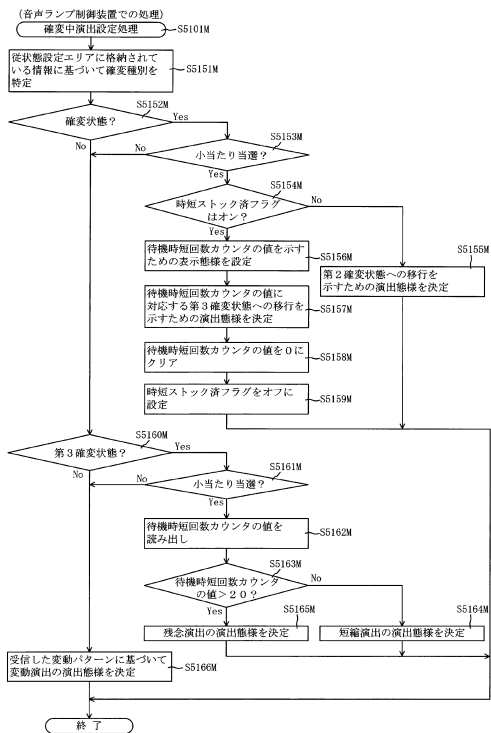 (音声ランプ制御装置での処理)
確変中演出設定処理
S5101M
従状態設定エリアに格納されて
いる情報に基づいて確変種別を
特定
S5151M
S5152M
確変状態?
Yes
No
S5153M
小当たり当選?
No
Yes
S5154M
時短ストック済フラグ
はオン?
No
Yes
S5155M
第2確変状態への移行を
示すための演出態様を決定
待機時短回数カウンタの値を示す
ための表示態様を設定
S5156M
待機時短回数カウンタの値に
対応する第3確変状態への移行を
示すための演出態様を決定
S5157M
待機時短回数カウンタの値を0に
クリア
S5158M
時短ストック済フラグをオフに
設定
S5159M
S5160M
第3確変状態?
Yes
No
S5161M
小当たり当選?
No
Yes
待機時短回数カウンタの値を
読み出し
S5162M
S5163M
待機時短回数カウンタ
の値>20?
No
Yes
S5165M
残念演出の演出態様を決定
S5164M
短縮演出の演出態様を決定
受信した変動パターンに基づいて
変動演出の演出態様を決定
S5166M
終了